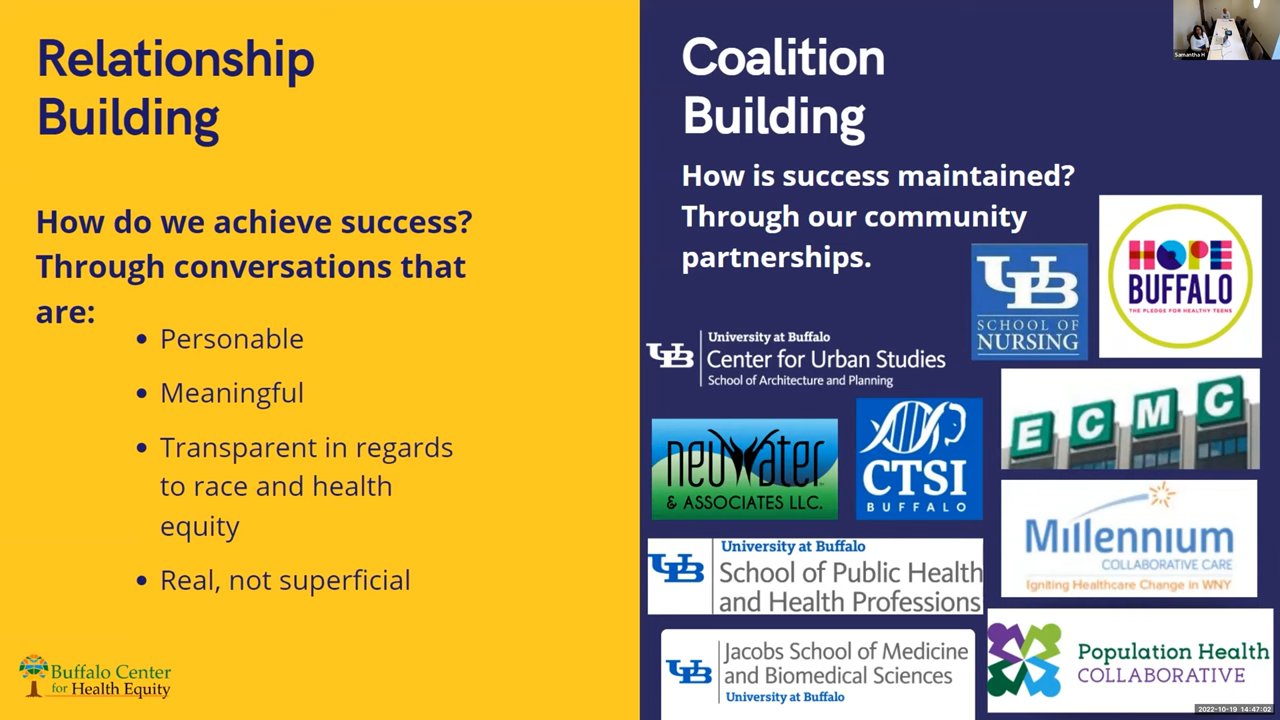 Relationship
Building
How do we achieve success?
Through conversations that
are:
• Personable
• Meaningful
• Transparent in regards
to race and health
equity
• Real, not superficial
Buffalo Center
for Health Equity
Coalition
Building
How is success maintained?
Through our community
partnerships.
Samantha H
UB
SCHOOL OF
NURSING
HOPE
BUFFALO
THE PLEDGE FOR HEALTHY TEENS
UB
University at Buffalo
Center for Urban Studies
School of Architecture and Planning
neuWater
& ASSOCIATES LLC.
CTSI
BUFFALO
ECMC
Millennium
COLLABORATIVE CARE
Igniting Healthcare Change in WNY
UB
University at Buffalo
School of Public Health
and Health Professions
UB
Jacobs School of Medicine
and Biomedical Sciences
University at Buffalo
Population Health
COLLABORATIVE
2022-10-19 14:47:02